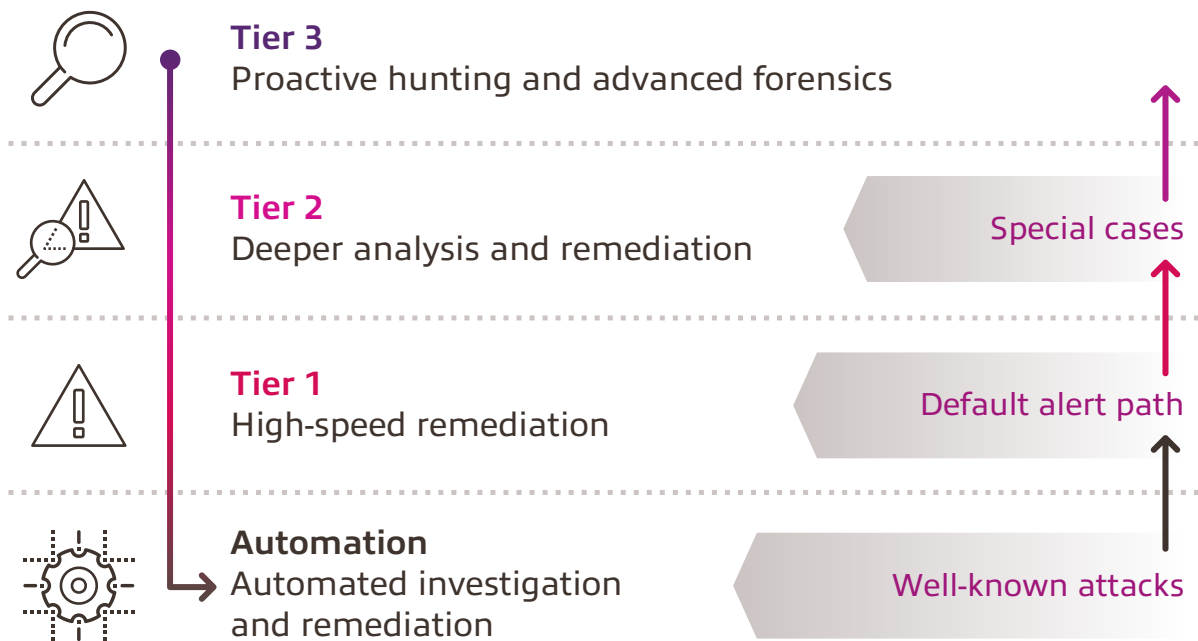 Tier 3
Proactive hunting and advanced forensics
Tier 2
Deeper analysis and remediation
Special cases
Tier 1
High-speed remediation
Default alert path
Automation
Automated investigation
and remediation
Well-known attacks